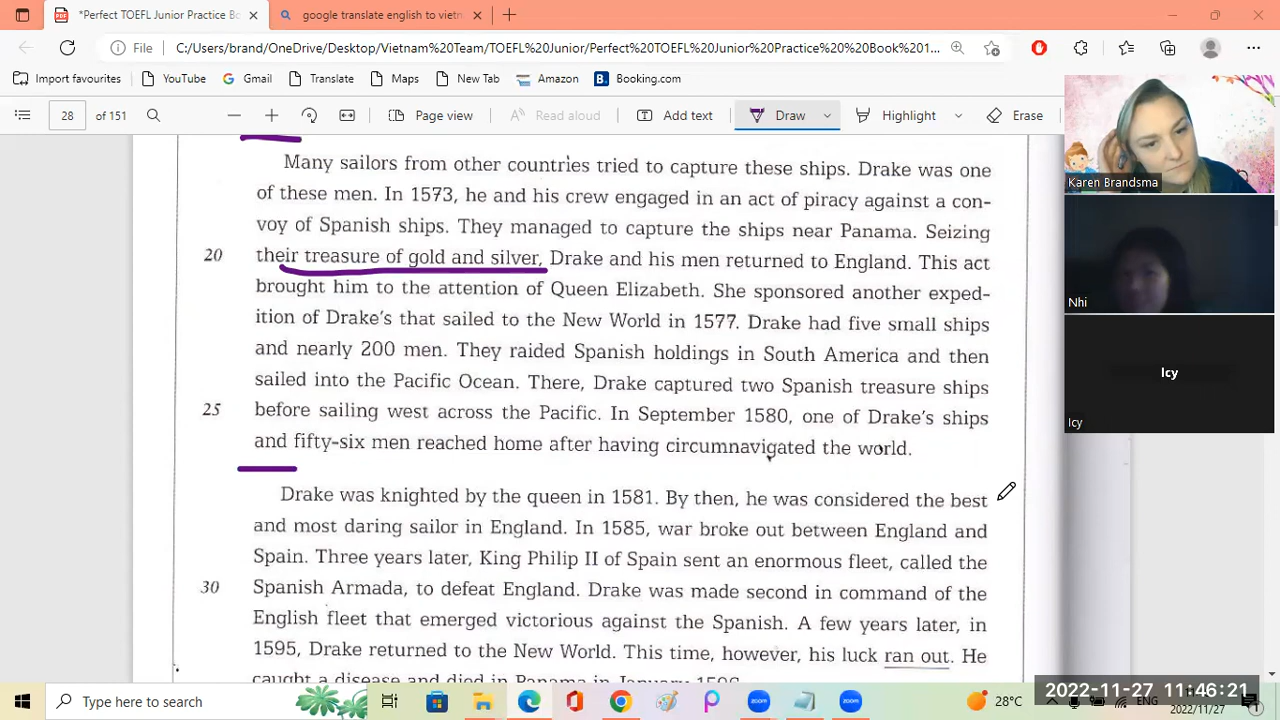 *Perfect TOEFL Junior Practice Bo
google translate english to vietn
File
C:/Users/brand/OneDrive/Desktop/Vietnam%20Team/TOEFL%20Junior/Perfect%20TOEFL%20Junior%20Practice%20%20Book%201...
Import favourites
YouTube
Gmail
Translate
Maps
New Tab
Amazon
Booking.com
28 of 151
Page view
Read aloud
Add text
Draw
Highlight
Erase
Many sailors from other countries tried to capture these ships. Drake was one
of these men. In 1573, he and his crew engaged in an act of piracy against a con-
voy of Spanish ships. They managed to capture the ships near Panama. Seizing
20 their treasure of gold and silver, Drake and his men returned to England. This act
brought him to the attention of Queen Elizabeth. She sponsored another exped-
ition of Drake's that sailed to the New World in 1577. Drake had five small ships
and nearly 200 men. They raided Spanish holdings in South America and then
sailed into the Pacific Ocean. There, Drake captured two Spanish treasure ships
25 before sailing west across the Pacific. In September 1580, one of Drake's ships
and fifty-six men reached home after having circumnavigated the world.
Drake was knighted by the queen in 1581. By then, he was considered the best
and most daring sailor in England. In 1585, war broke out between England and
Spain. Three years later, King Philip II of Spain sent an enormous fleet, called the
30 Spanish Armada, to defeat England. Drake was made second in command of the
English fleet that emerged victorious against the Spanish. A few years later, in
1595, Drake returned to the New World. This time, however, his luck ran out. He
caught a disease and died in Panama in January 1596.
Karen Brandsma
Nhi
Icy
Icy
Type here to search
28°C
ENG
2022-11-27 11:46:21
2022/11/27